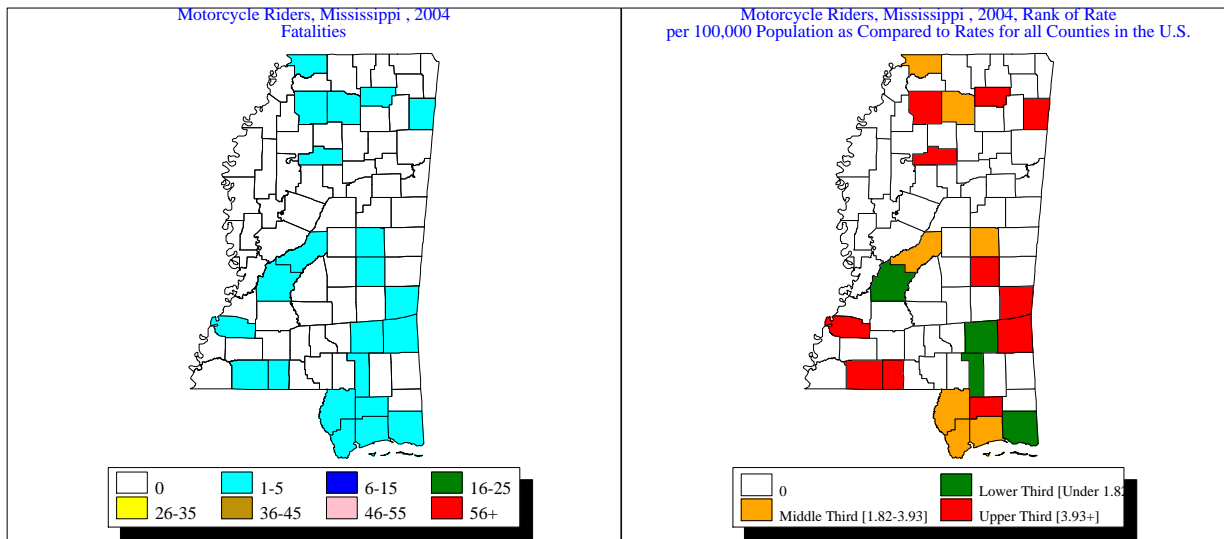 Motorcycle Riders, Mississippi , 2004
Fatalities
0
1-5
6-15
16-25
26-35
36-45
46-55
56+
Motorcycle Riders, Mississippi , 2004, Rank of Rate
per 100,000 Population as Compared to Rates for all Counties in the U.S.
0
Lower Third [Under 1.82
Middle Third [1.82-3.93]
Upper Third [3.93+]